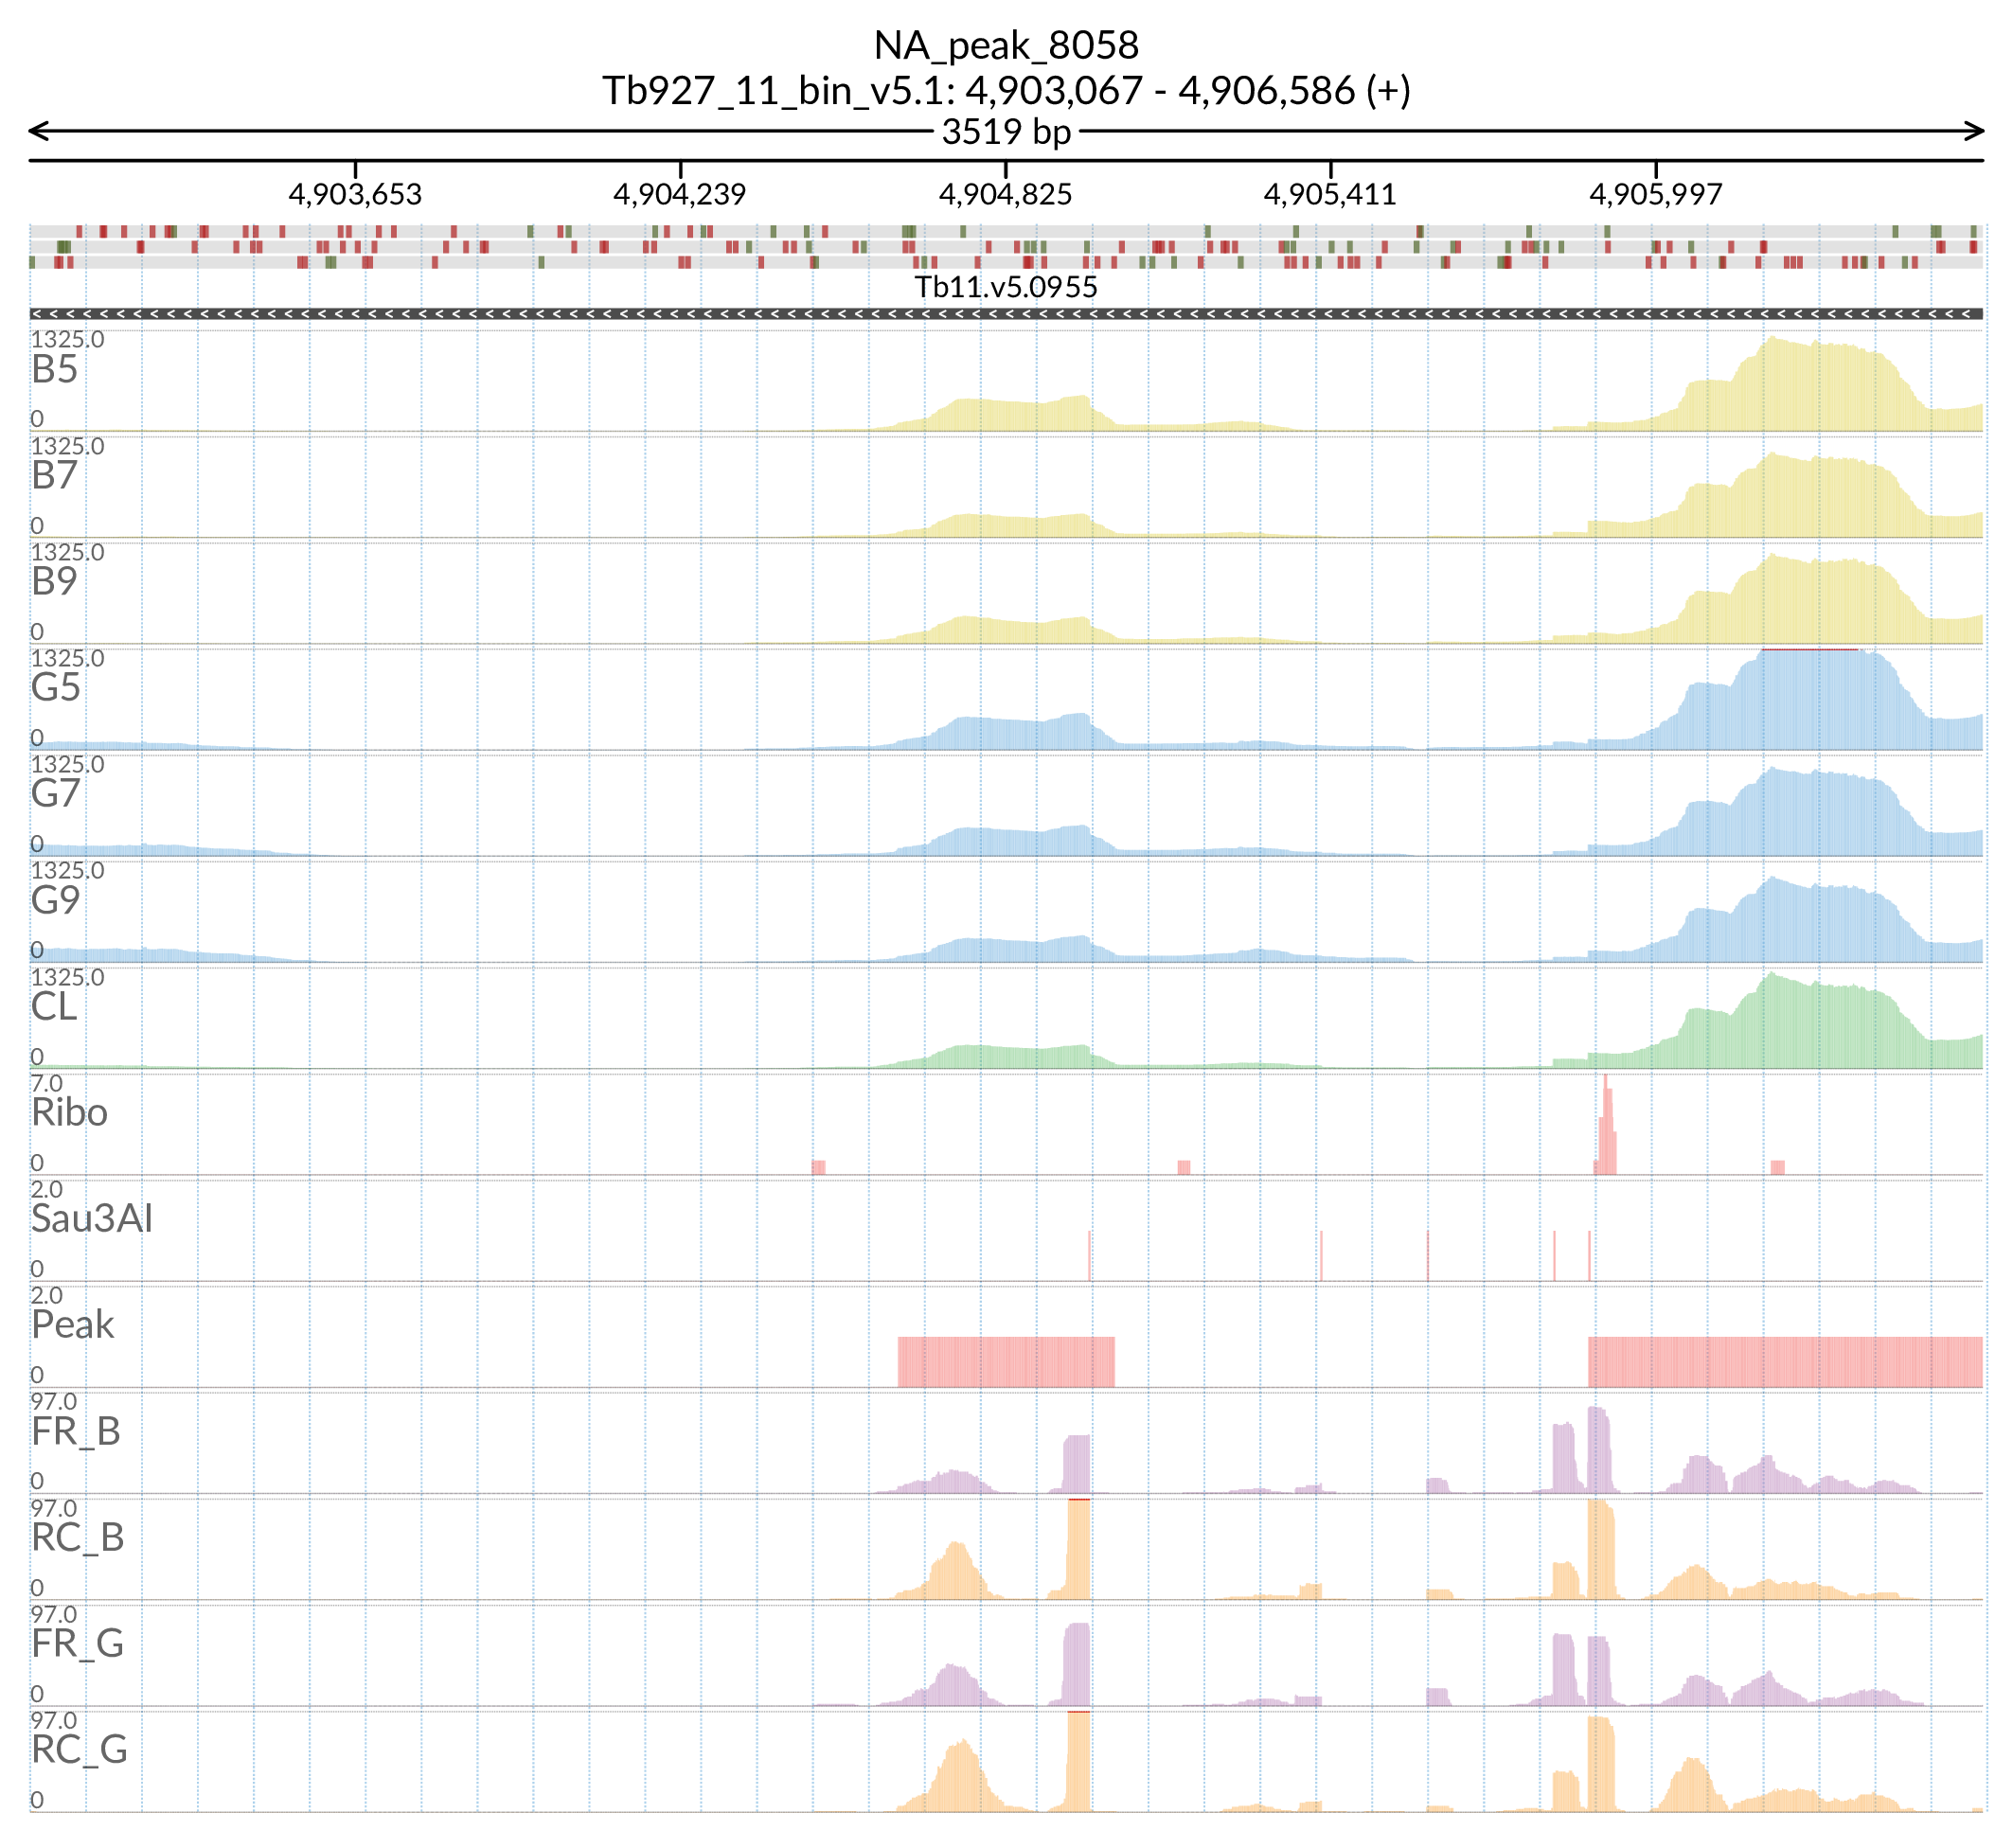 NA_peak_8058
Tb927_11_bin_v5.1: 4,903,067 - 4,906,586 (+)
3519 bp
4,903,653 4,904,239 4,904,825 4,905,411 4,905,997
Tb11.v5.0955
1325.0
B5
0
1325.0
B7
0
1325.0
B9
0
1325.0
G5
0
1325.0
G7
0
1325.0
G9
0
1325.0
CL
0
7.0
Ribo
0
2.0
Sau3AI
0
2.0
Peak
0
97.0
FR_B
0
97.0
RC_B
0
97.0
FR_G
0
97.0
RC_G
0